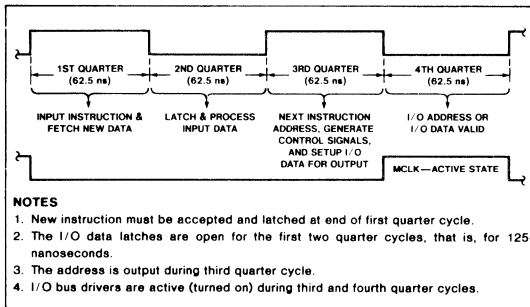 1ST QUARTER 2ND QUARTER 3RD QUARTER 4TH QUARTER
(62.5 ns) (62.5 ns) (62.5 ns) (62.5 ns)
INPUT INSTRUCTION & LATCH & PROCESS NEXT INSTRUCTION I/O ADDRESS OR
FETCH NEW DATA INPUT DATA ADDRESS, GENERATE I/O DATA VALID
CONTROL SIGNALS,
AND SETUP I/O
DATA FOR OUTPUT
MCLK—ACTIVE STATE
NOTES
1. New instruction must be accepted and latched at end of first quarter cycle.
2. The I/O data latches are open for the first two quarter cycles, that is, for 125
nanoseconds.
3. The address is output during third quarter cycle.
4. I/O bus drivers are active (turned on) during third and fourth quarter cycles.